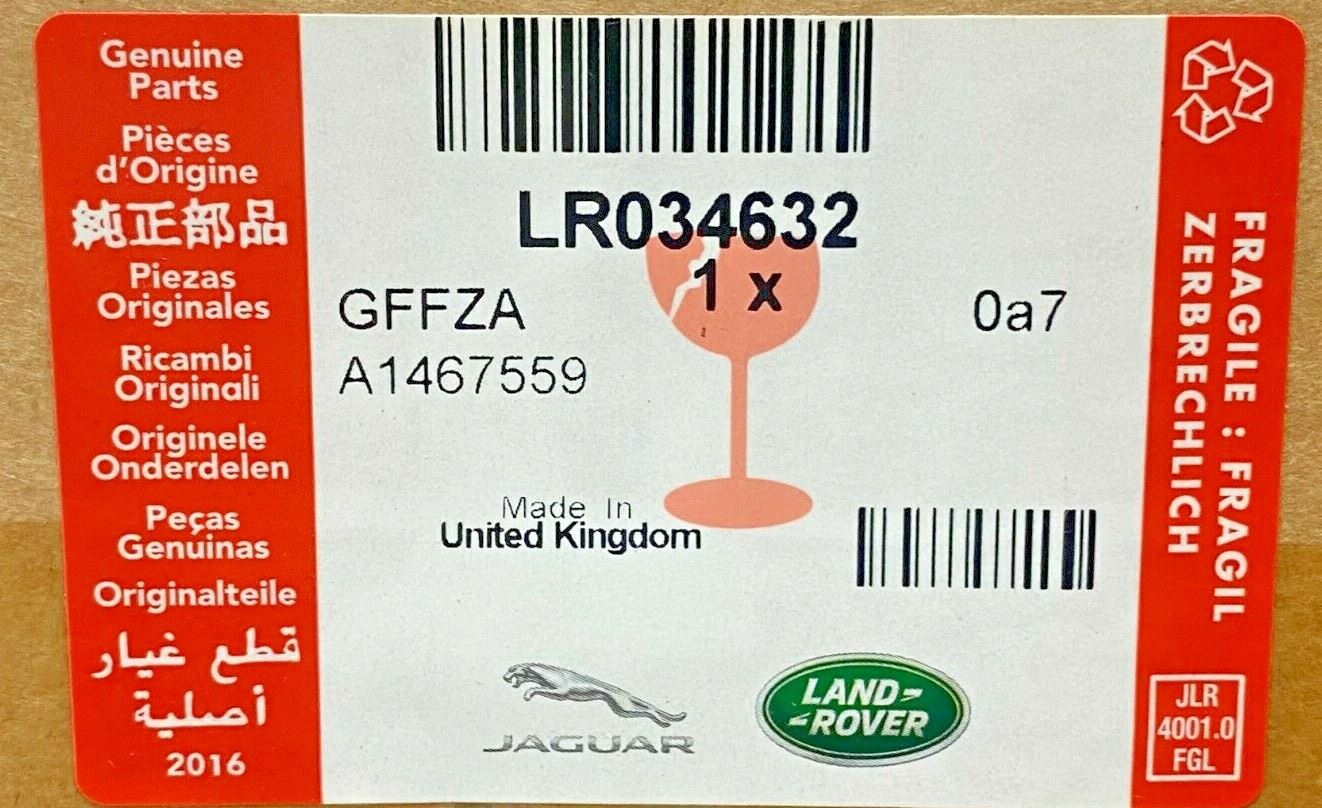 Genuine
Parts
Pièces
d'Origine
純正部品
Piezas
Originales
Ricambi
Originali
Originele
Onderdelen
Peças
Genuinas
Originalteile
قطع غيار
أصلية
2016
LR034632
1 x
GFFZA
0a7
A1467559
Made In
United Kingdom
JAGUAR
LAND-
-ROVER
FRAGILE : FRAGIL
ZERBRECHLICH
JLR
4001.0
FGL